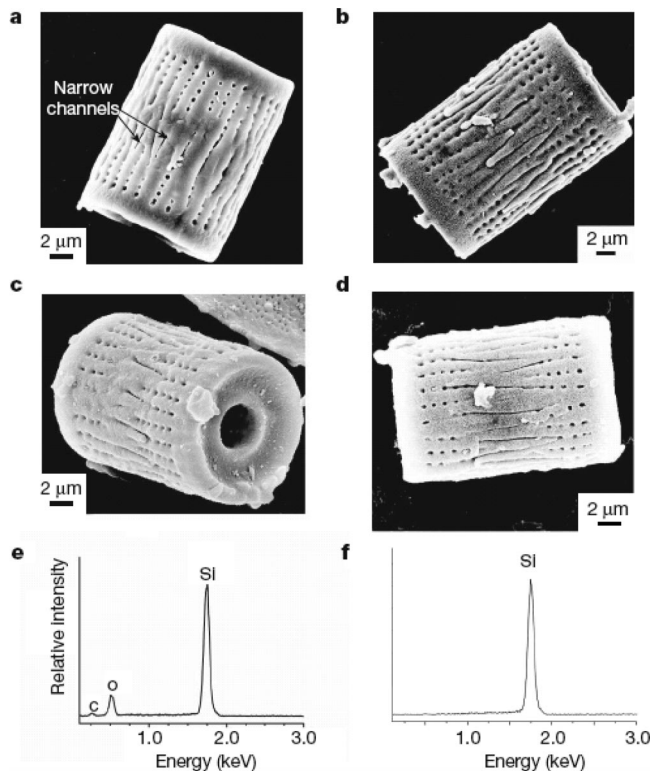 a
b
Narrow
channels
2 µm
2 µm
c
d
2 µm
2 µm
e
f
Si
Si
Relative intensity
O
C
1.0 2.0 3.0
1.0 2.0 3.0
Energy (keV)
Energy (keV)